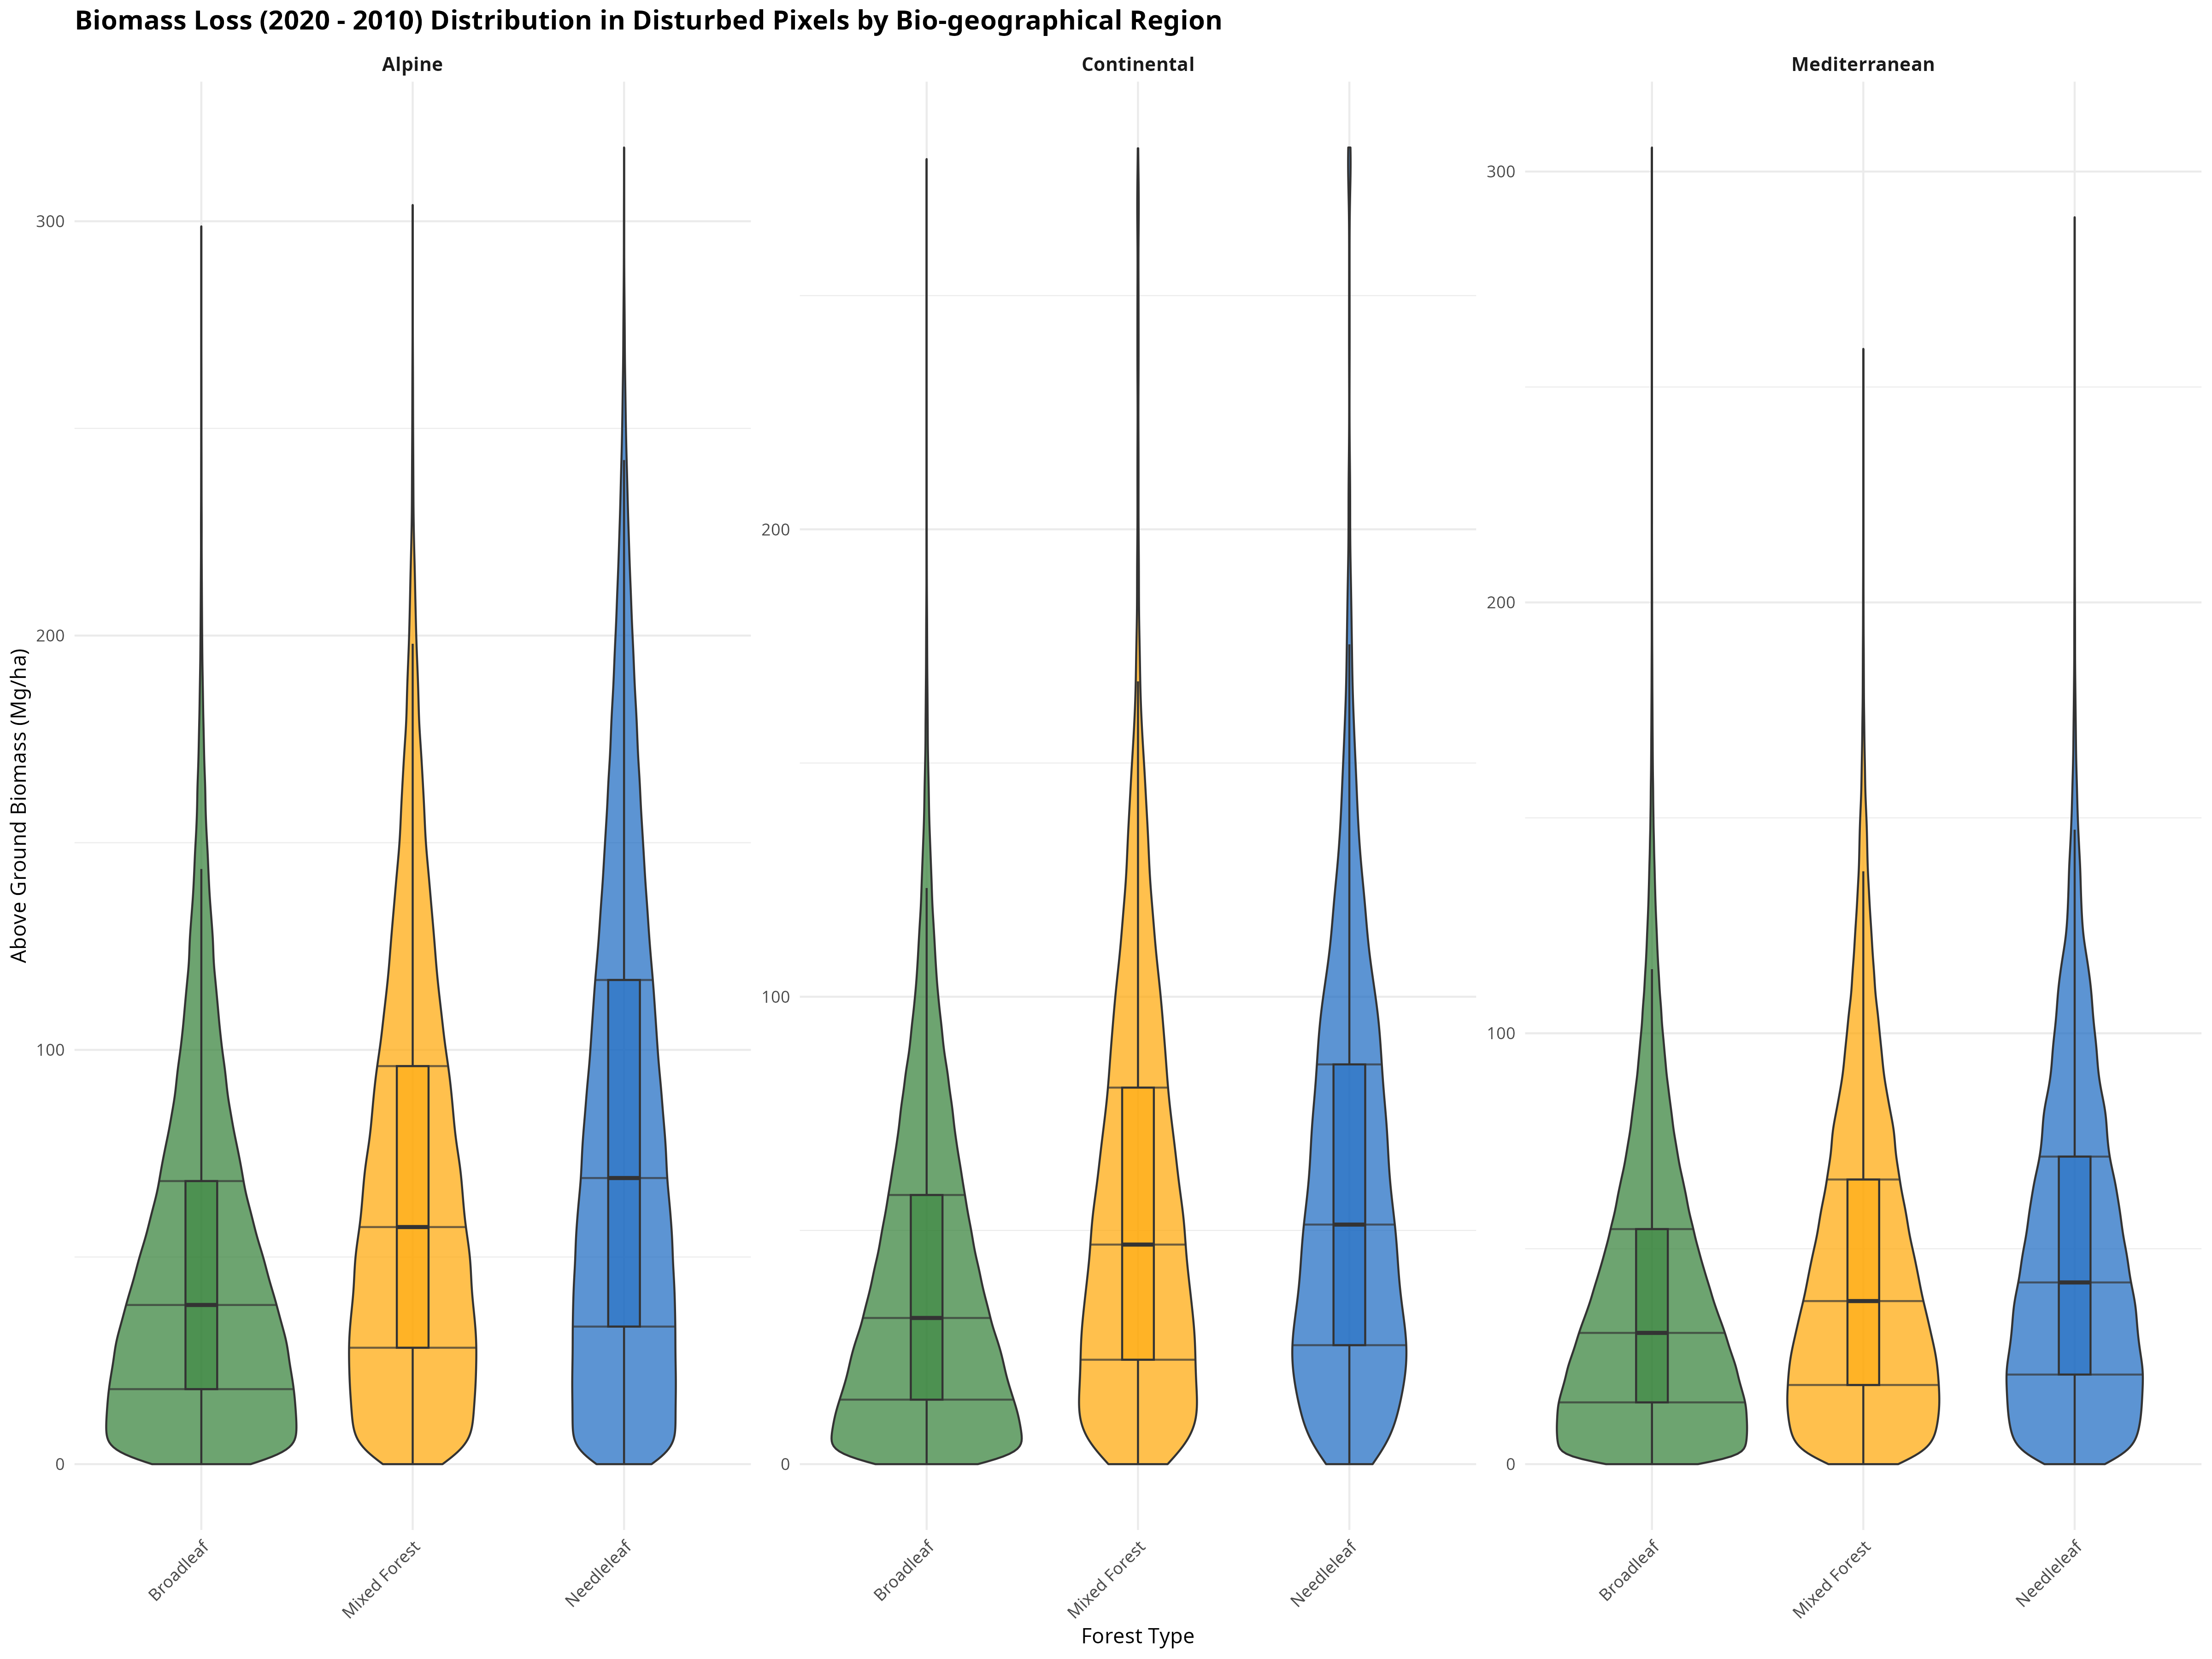 Biomass Loss (2020 - 2010) Distribution in Disturbed Pixels by Bio-geographical Region
Alpine
Continental
Mediterranean
Above Ground Biomass (Mg/ha)
300
200
100
0
200
100
0
300
200
100
0
Broadleaf
Mixed Forest
Needleleaf
Broadleaf
Mixed Forest
Needleleaf
Broadleaf
Mixed Forest
Needleleaf
Forest Type